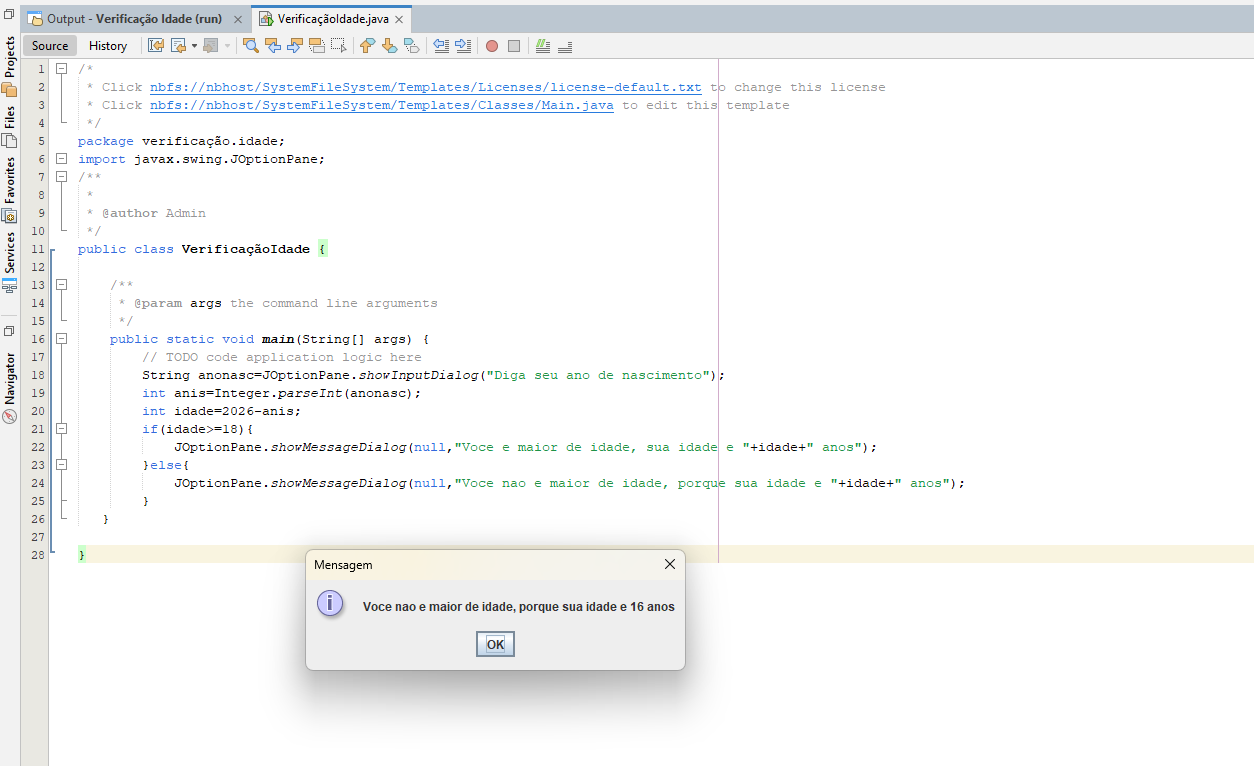 Output - Verificação Idade (run)
VerificaçãoIdade.java
Source
History
Projects
Files
Favorites
Services
Navigator
1 /*
2 * Click nbfs://nbhost/SystemFileSystem/Templates/Licenses/license-default.txt to change this license
3 * Click nbfs://nbhost/SystemFileSystem/Templates/Classes/Main.java to edit this template
4 */
5 package verificação.idade;
6 import javax.swing.JOptionPane;
7 /**
8 *
9 * @author Admin
10 */
11 public class VerificaçãoIdade {
12
13 /**
14 * @param args the command line arguments
15 */
16 public static void main(String[] args) {
17 // TODO code application logic here
18 String anonasc=JOptionPane.showInputDialog("Diga seu ano de nascimento");
19 int anis=Integer.parseInt(anonasc);
20 int idade=2026-anis;
21 if(idade>=18){
22 JOptionPane.showMessageDialog(null,"Voce e maior de idade, sua idade e "+idade+" anos");
23 }else{
24 JOptionPane.showMessageDialog(null,"Voce nao e maior de idade, porque sua idade e "+idade+" anos");
25 }
26 }
27
28 }
Mensagem
Voce nao e maior de idade, porque sua idade e 16 anos
OK